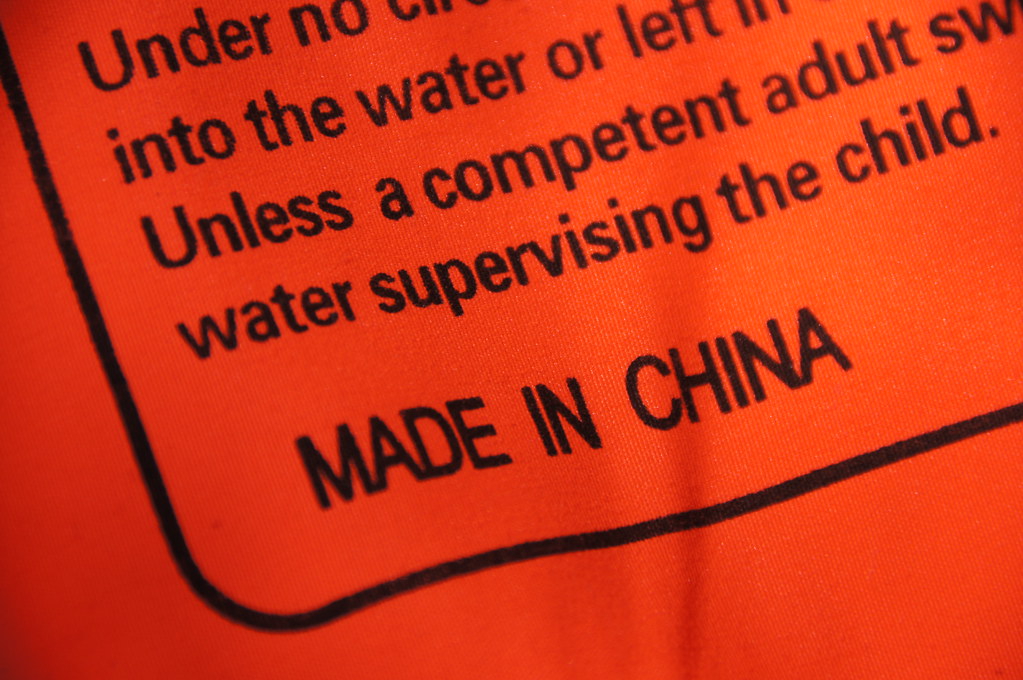 Under no
into the water or left in
Unless a competent adult
water supervising the child.
MADE IN CHINA